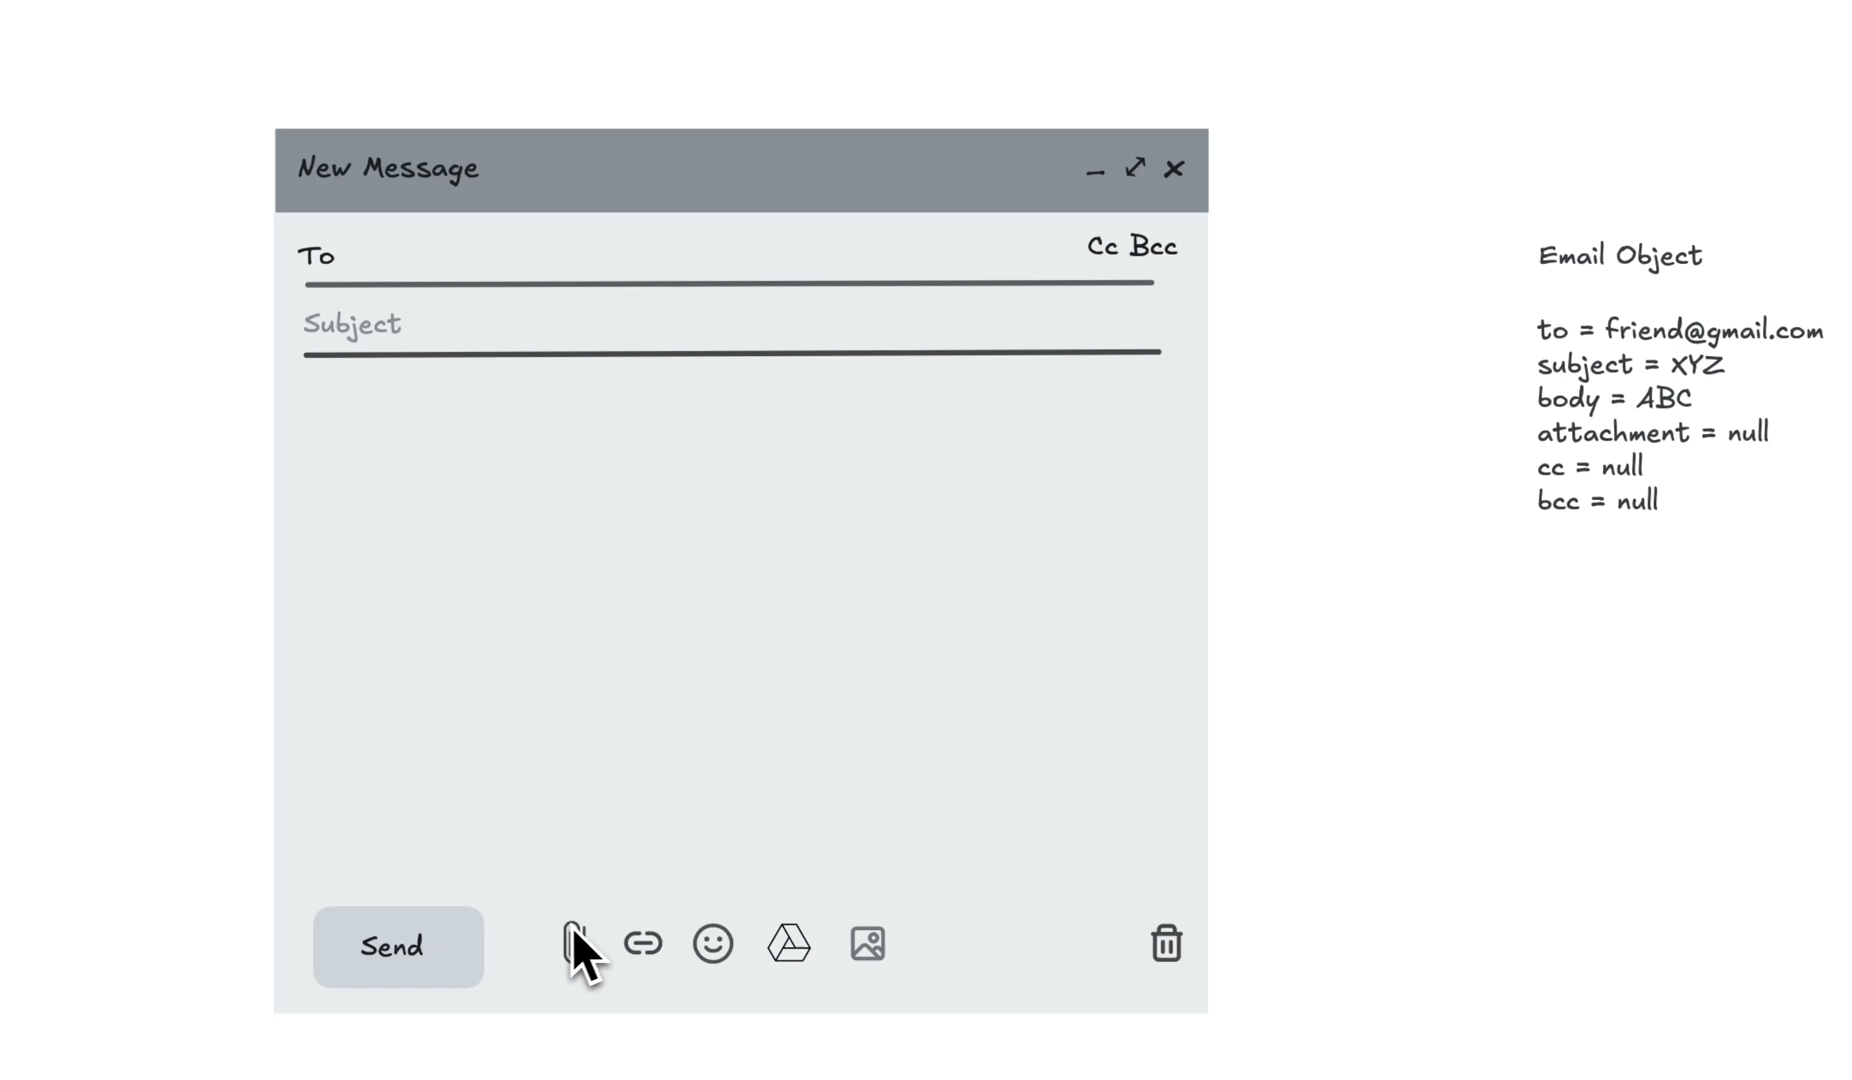 New Message
To
Cc Bcc
Subject
Send
Email Object
to = friend@gmail.com
subject = XYZ
body = ABC
attachment = null
cc = null
bcc = null